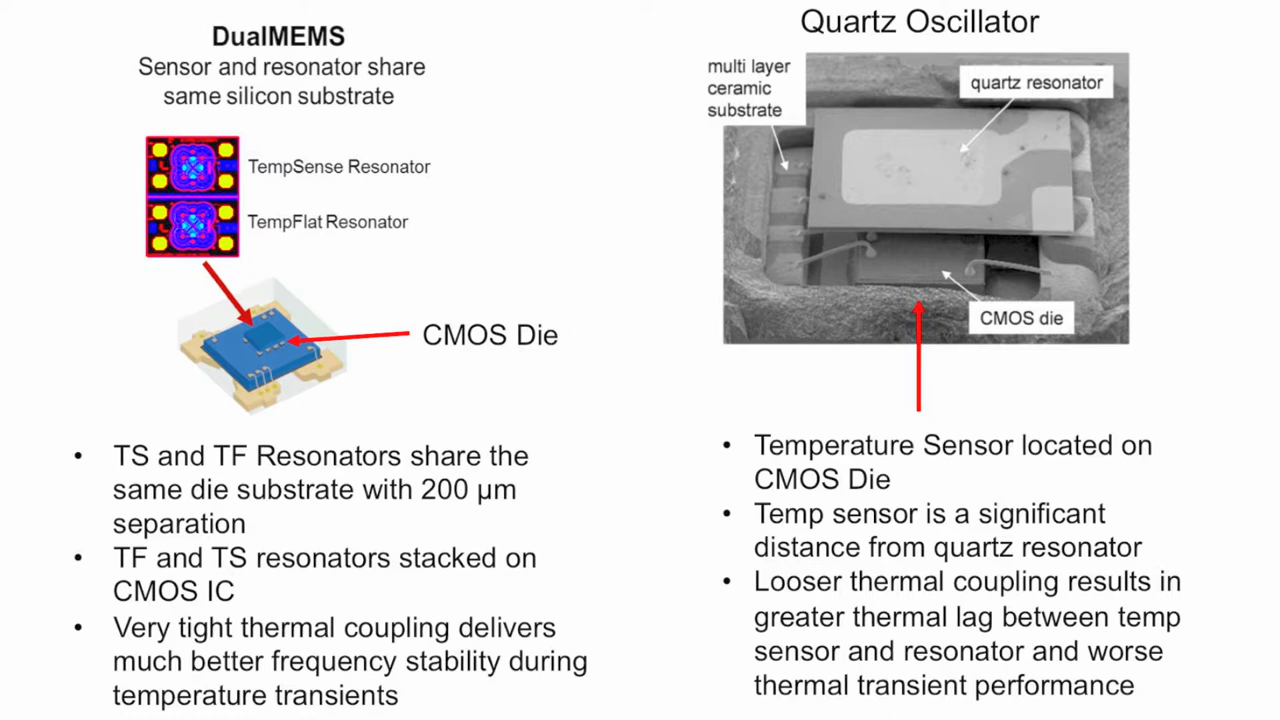 DualMEMS
Sensor and resonator share
same silicon substrate
TempSense Resonator
TempFlat Resonator
CMOS Die
• TS and TF Resonators share the
same die substrate with 200 µm
separation
• TF and TS resonators stacked on
CMOS IC
• Very tight thermal coupling delivers
much better frequency stability during
temperature transients
Quartz Oscillator
multi layer
ceramic
substrate
quartz resonator
CMOS die
• Temperature Sensor located on
CMOS Die
• Temp sensor is a significant
distance from quartz resonator
• Looser thermal coupling results in
greater thermal lag between temp
sensor and resonator and worse
thermal transient performance